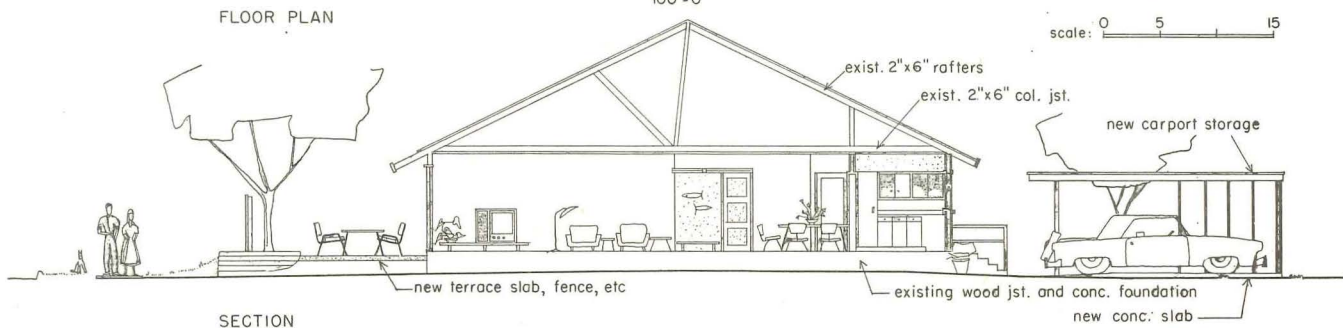 FLOOR PLAN
scale: 0 5 15
exist. 2"x6" rafters
exist. 2"x6" col. jst.
new carport storage
new terrace slab, fence, etc
existing wood jst. and conc. foundation
new conc. slab
SECTION